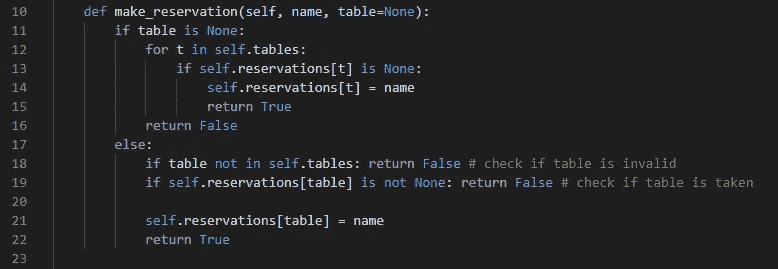 10 def make_reservation(self, name, table=None):
11 if table is None:
12 for t in self.tables:
13 if self.reservations[t] is None:
14 self.reservations[t] = name
15 return True
16 return False
17 else:
18 if table not in self.tables: return False # check if table is invalid
19 if self.reservations[table] is not None: return False # check if table is taken
20
21 self.reservations[table] = name
22 return True
23